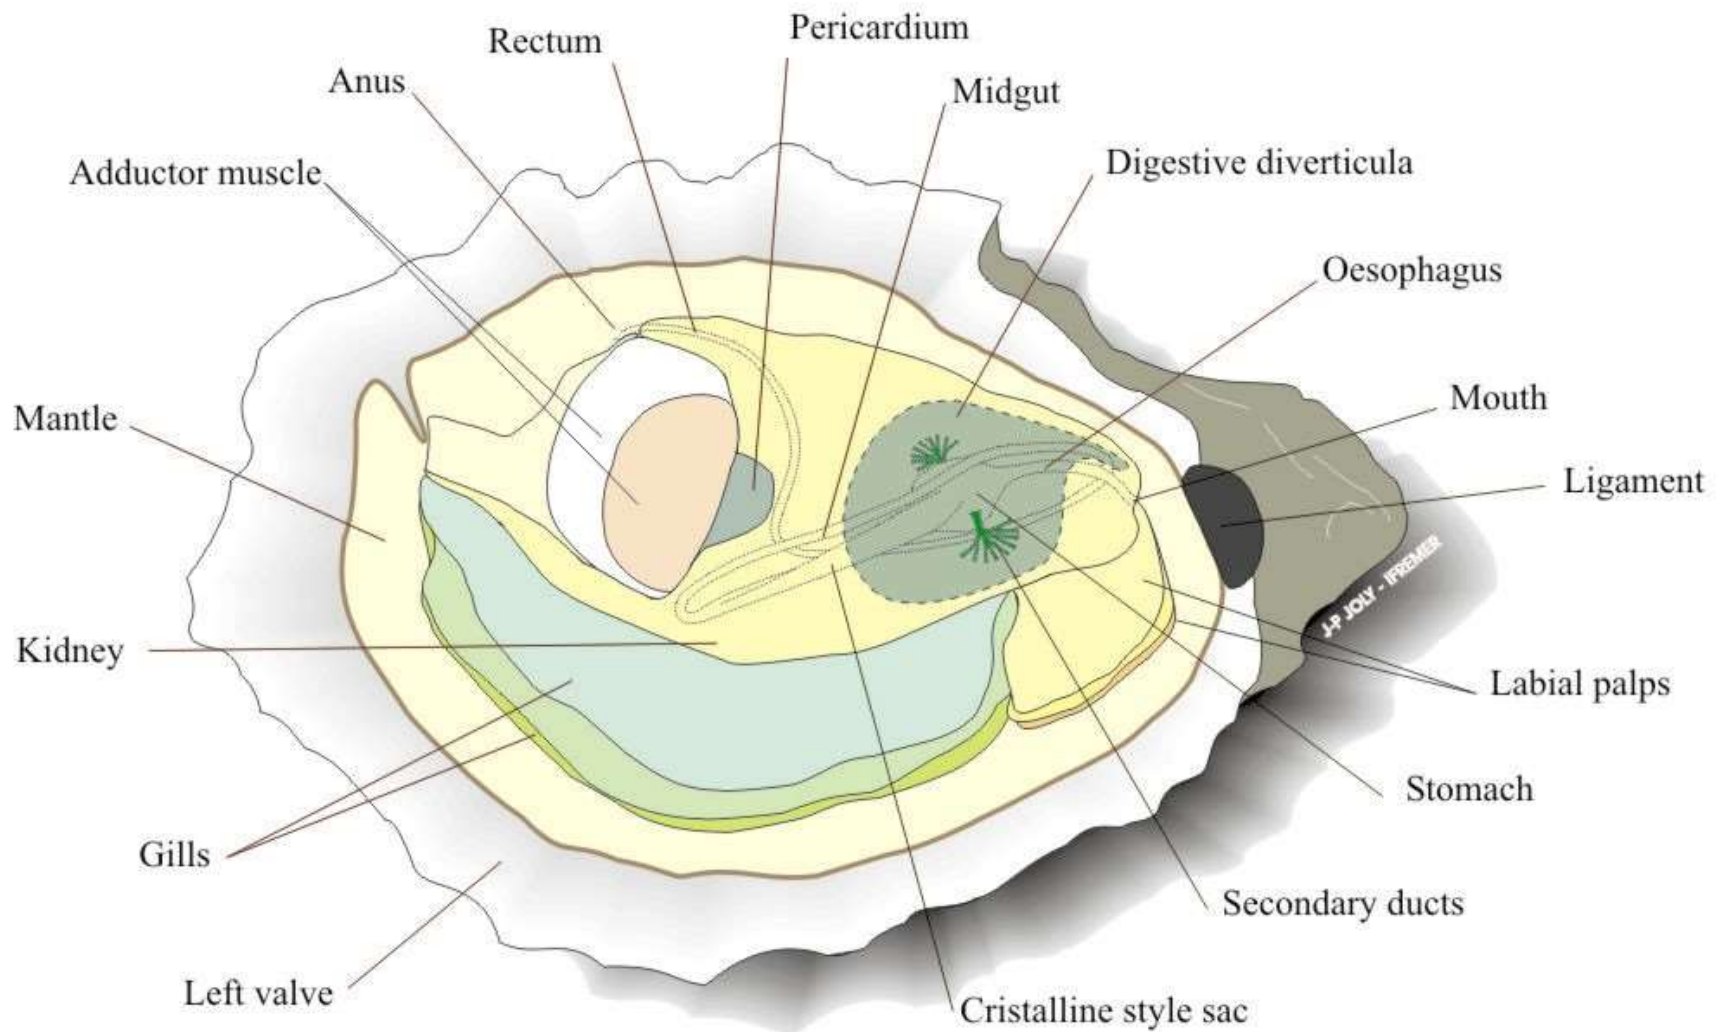 Pericardium
Rectum
Anus
Midgut
Digestive diverticula
Adductor muscle
Oesophagus
Mouth
Mantle
Ligament
J-P JOLY - IFREMER
Kidney
Labial palps
Stomach
Gills
Secondary ducts
Left valve
Cristalline style sac